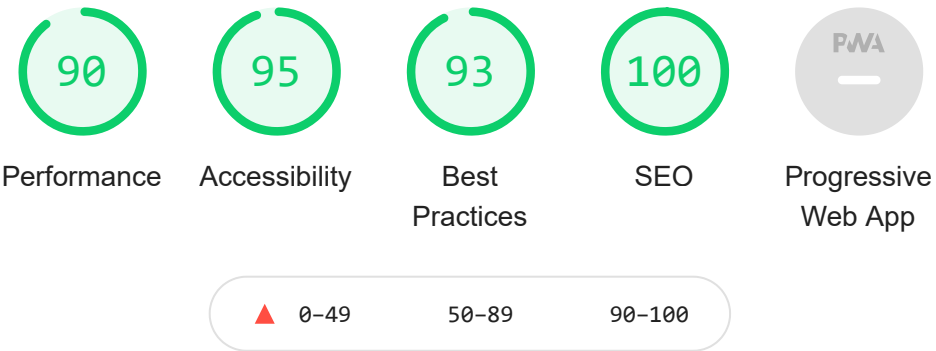 90 95 93 100 PWA
Performance Accessibility Best Practices SEO Progressive Web App
0–49 50–89 90–100